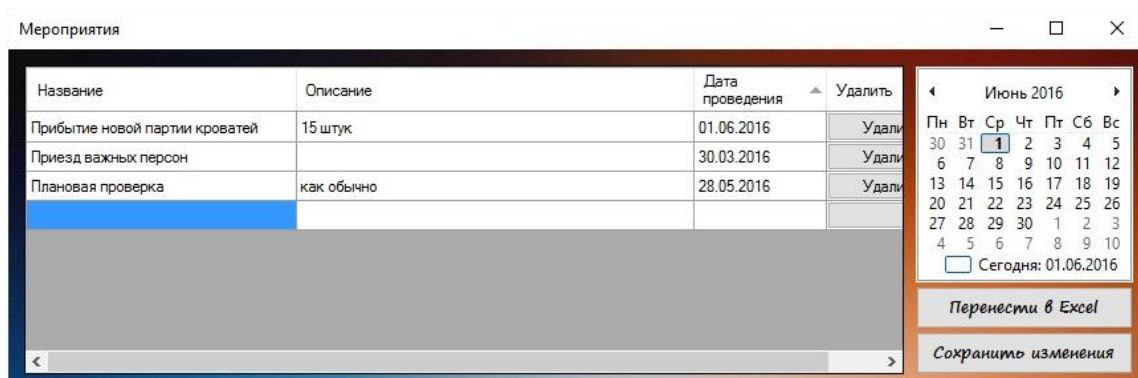 Мероприятия
Название Описание Дата проведения Удалить
Прибытие новой партии кроватей 15 штук 01.06.2016 Удали
Приезд важных персон 30.03.2016 Удали
Плановая проверка как обычно 28.05.2016 Удали
Июнь 2016
Пн Вт Ср Чт Пт Сб Вс
30 31 1 2 3 4 5
6 7 8 9 10 11 12
13 14 15 16 17 18 19
20 21 22 23 24 25 26
27 28 29 30 1 2 3
4 5 6 7 8 9 10
Сегодня: 01.06.2016
Перенести в Excel
Сохранить изменения